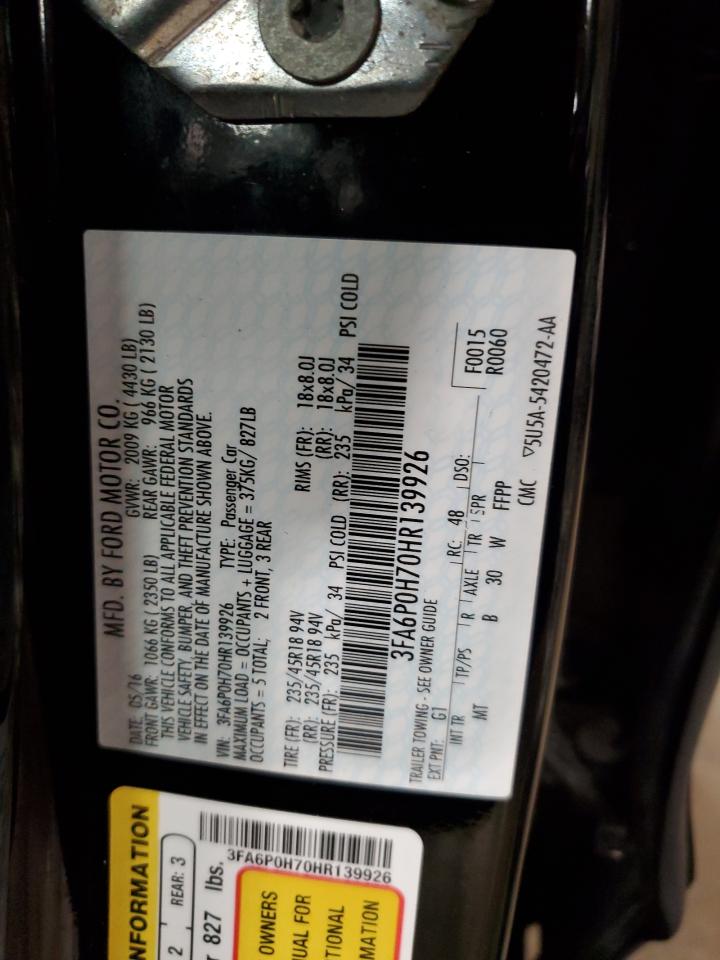 MFD. BY FORD MOTOR CO.
DATE: 05/16 GVWR: 2009 KG ( 4430 LB)
FRONT GAWR: 1066 KG ( 2350 LB) REAR GAWR: 966 KG ( 2130 LB)
THIS VEHICLE CONFORMS TO ALL APPLICABLE FEDERAL MOTOR
VEHICLE SAFETY, BUMPER, AND THEFT PREVENTION STANDARDS
IN EFFECT ON THE DATE OF MANUFACTURE SHOWN ABOVE.
VIN: 3FA6P0H70HR139926 TYPE: Passenger Car
MAXIMUM LOAD = OCCUPANTS + LUGGAGE = 375KG/ 827LB
OCCUPANTS = 5 TOTAL; 2 FRONT, 3 REAR
TIRE (FR): 235/45R18 94V RIMS (FR): 18x8.0J
(RR): 235/45R18 94V (RR): 18x8.0J
PRESSURE (FR): 235 kPa/ 34 PSI COLD (RR): 235 kPa/ 34 PSI COLD
3FA6P0H70HR139926
TRAILER TOWING - SEE OWNER GUIDE
EXT PNT: G1 RC: 48 DSO: F0015
R0060
INT TR TP/PS R AXLE TR SPR
MT B 30 W FFPP
CMC ▽5U5A-5420472-AA
NFORMATION
2 REAR: 3
827 lbs.
3FA6P0H70HR139926
OWNERS
UAL FOR
TIONAL
MATION